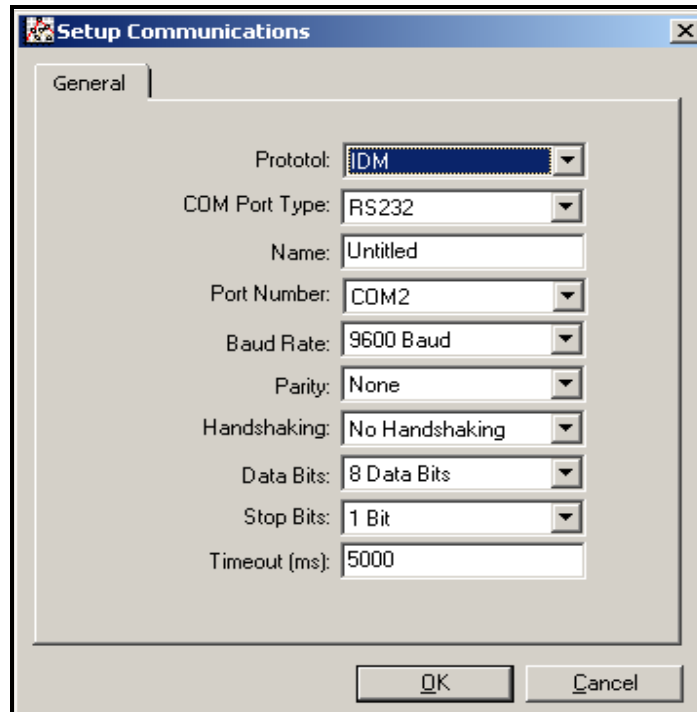 Setup Communications
General
Prototol: IDM
COM Port Type: RS232
Name: Untitled
Port Number: COM2
Baud Rate: 9600 Baud
Parity: None
Handshaking: No Handshaking
Data Bits: 8 Data Bits
Stop Bits: 1 Bit
Timeout (ms): 5000
OK Cancel